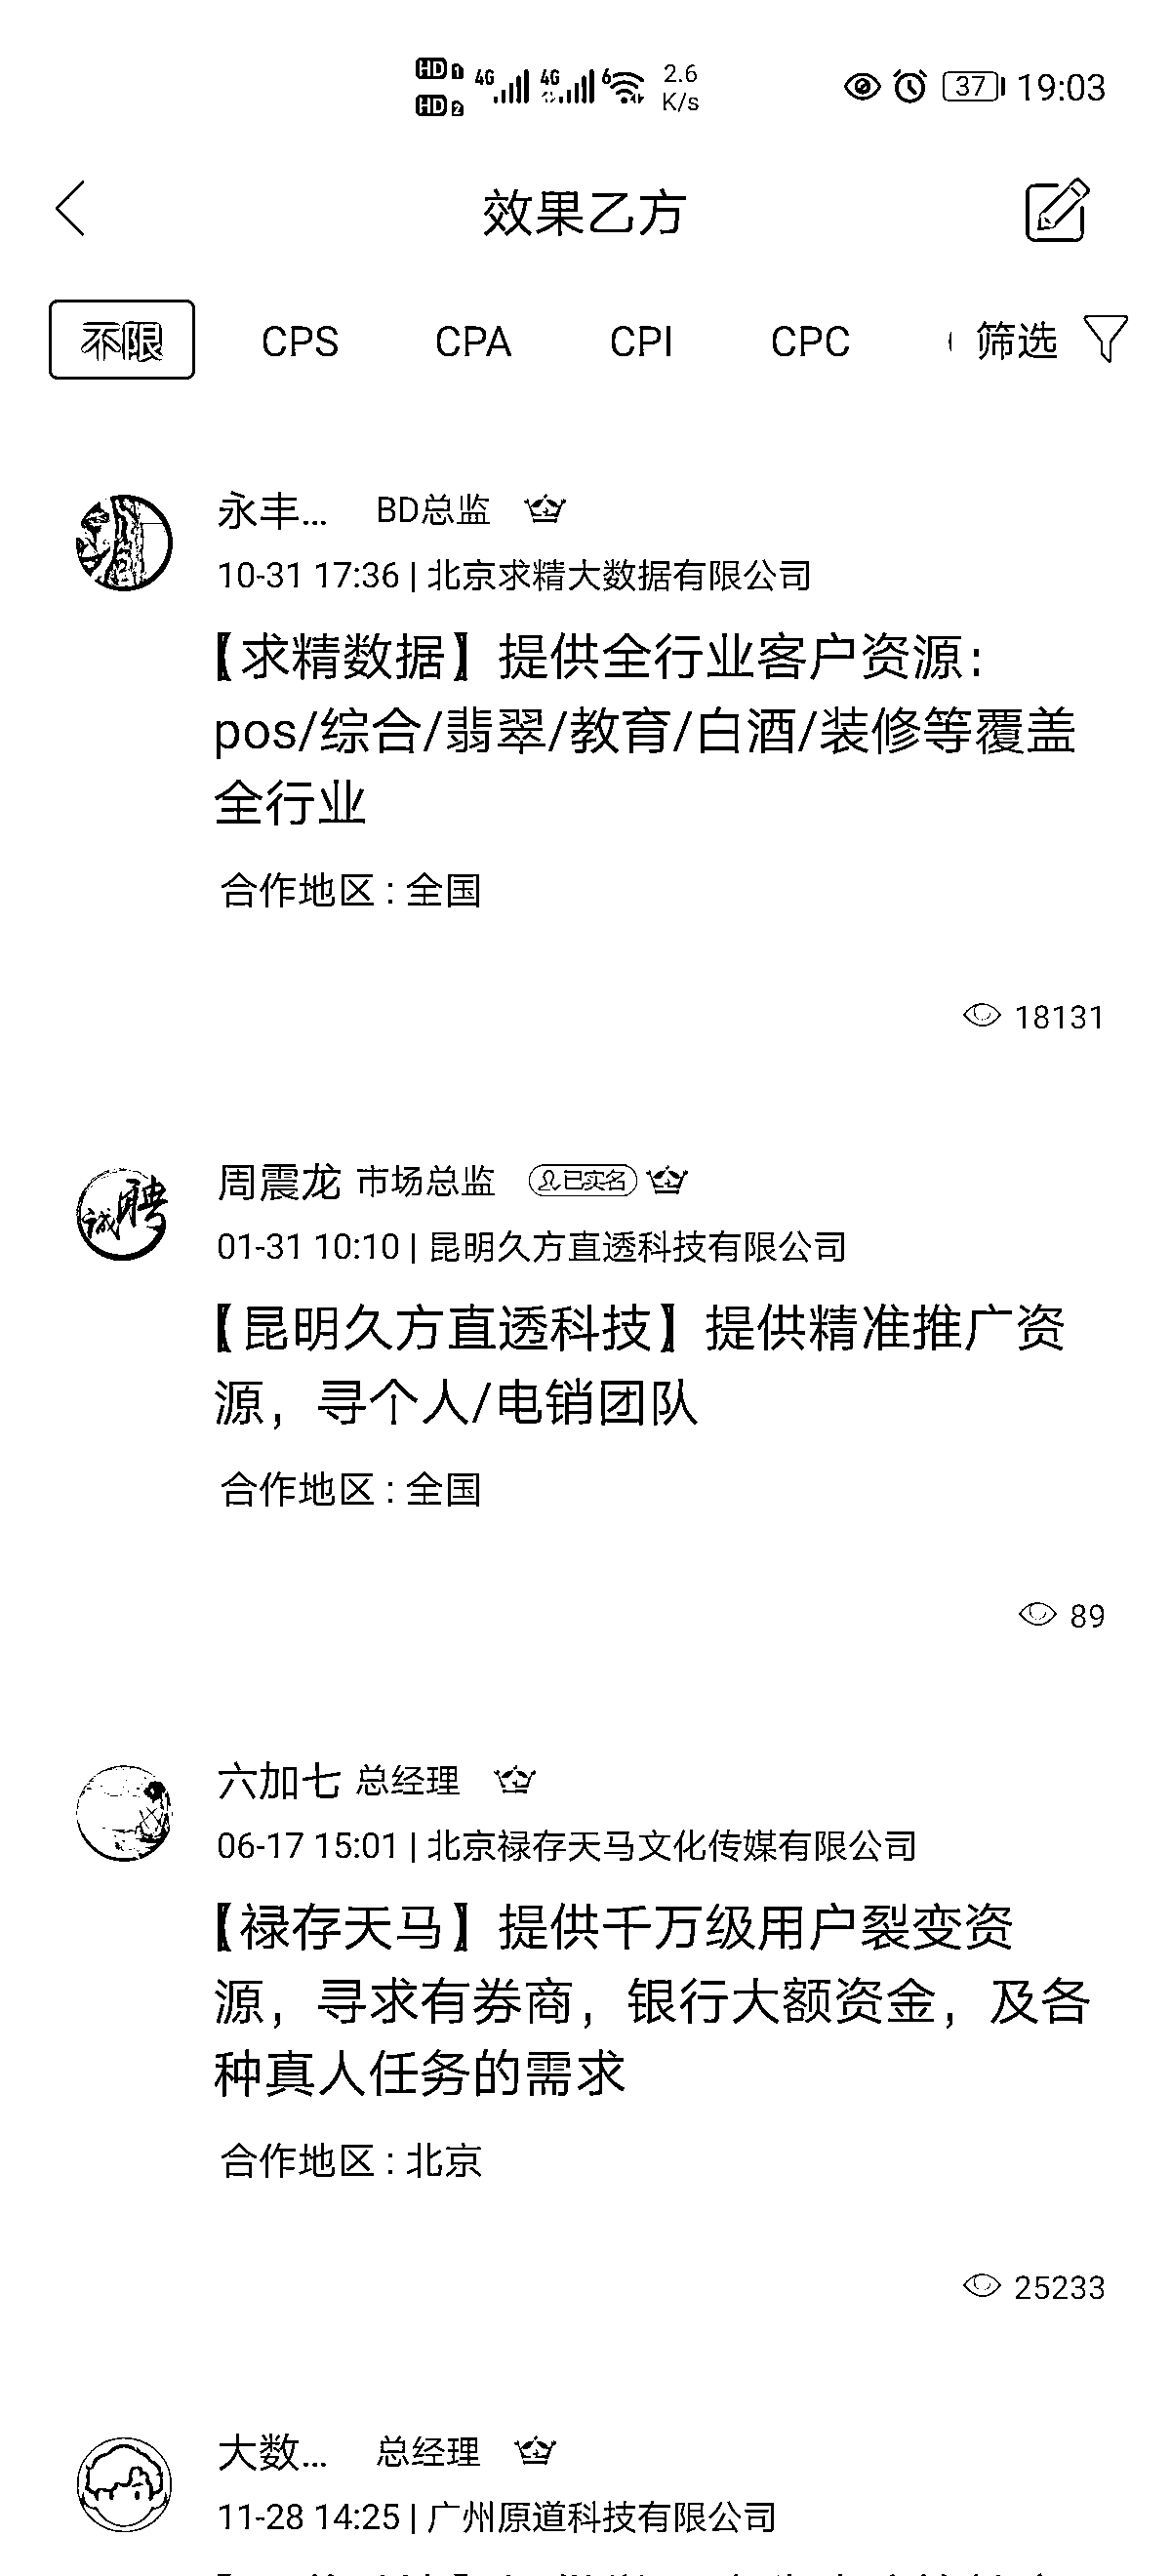 HD 1 4G 4G 6 2.6 37 19:03
HD 2 K/s
效果乙方
不限 CPS CPA CPI CPC 筛选
永丰... BD总监
10-31 17:36 | 北京求精大数据有限公司
【求精数据】提供全行业客户资源：
pos/综合/翡翠/教育/白酒/装修等覆盖
全行业
合作地区 : 全国
18131
诚聘
周震龙 市场总监 已实名
01-31 10:10 | 昆明久方直透科技有限公司
【昆明久方直透科技】提供精准推广资
源，寻个人/电销团队
合作地区 : 全国
89
六加七 总经理
06-17 15:01 | 北京禄存天马文化传媒有限公司
【禄存天马】提供千万级用户裂变资
源，寻求有券商，银行大额资金，及各
种真人任务的需求
合作地区 : 北京
25233
大数... 总经理
11-28 14:25 | 广州原道科技有限公司